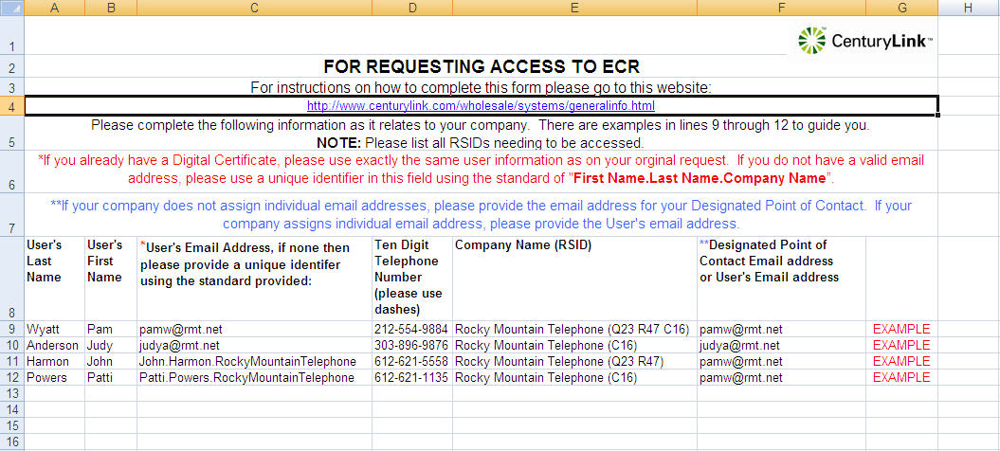 A B C D E F G H
1 CenturyLink™
2 FOR REQUESTING ACCESS TO ECR
3 For instructions on how to complete this form please go to this website:
4 http://www.centurylink.com/wholesale/systems/generalinfo.html
Please complete the following information as it relates to your company. There are examples in lines 9 through 12 to guide you.
5 NOTE: Please list all RSIDs needing to be accessed.
*If you already have a Digital Certificate, please use exactly the same user information as on your orginal request. If you do not have a valid email
6 address, please use a unique identifier in this field using the standard of "First Name.Last Name.Company Name".
**If your company does not assign individual email addresses, please provide the email address for your Designated Point of Contact. If your
7 company assigns individual email address, please provide the User's email address.
User's Last Name
User's First Name
*User's Email Address, if none then
please provide a unique identifer
using the standard provided:
Ten Digit
Telephone
Number
(please use
dashes)
Company Name (RSID)
**Designated Point of
Contact Email address
or User's Email address
8
9 Wyatt Pam pamw@rmt.net 212-554-9884 Rocky Mountain Telephone (Q23 R47 C16) pamw@rmt.net EXAMPLE
10 Anderson Judy judya@rmt.net 303-896-9876 Rocky Mountain Telephone (C16) judya@rmt.net EXAMPLE
11 Harmon John John.Harmon.RockyMountainTelephone 612-621-5558 Rocky Mountain Telephone (Q23 R47) pamw@rmt.net EXAMPLE
12 Powers Patti Patti.Powers.RockyMountainTelephone 612-621-1135 Rocky Mountain Telephone (C16) pamw@rmt.net EXAMPLE
13
14
15
16